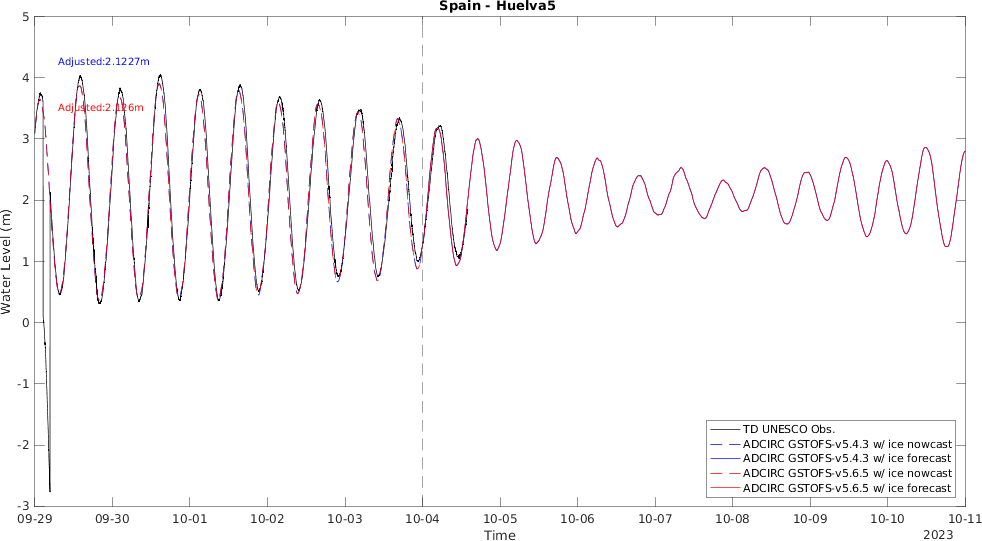 Spain - Huelva5
Adjusted:2.1227m
Adjusted:2.126m
Water Level (m)
5
4
3
2
1
0
-1
-2
-3
TD UNESCO Obs.
ADCIRC GSTOFS-v5.4.3 w/ ice nowcast
ADCIRC GSTOFS-v5.4.3 w/ ice forecast
ADCIRC GSTOFS-v5.6.5 w/ ice nowcast
ADCIRC GSTOFS-v5.6.5 w/ ice forecast
09-29 09-30 10-01 10-02 10-03 10-04 10-05 10-06 10-07 10-08 10-09 10-10 10-11
Time
2023